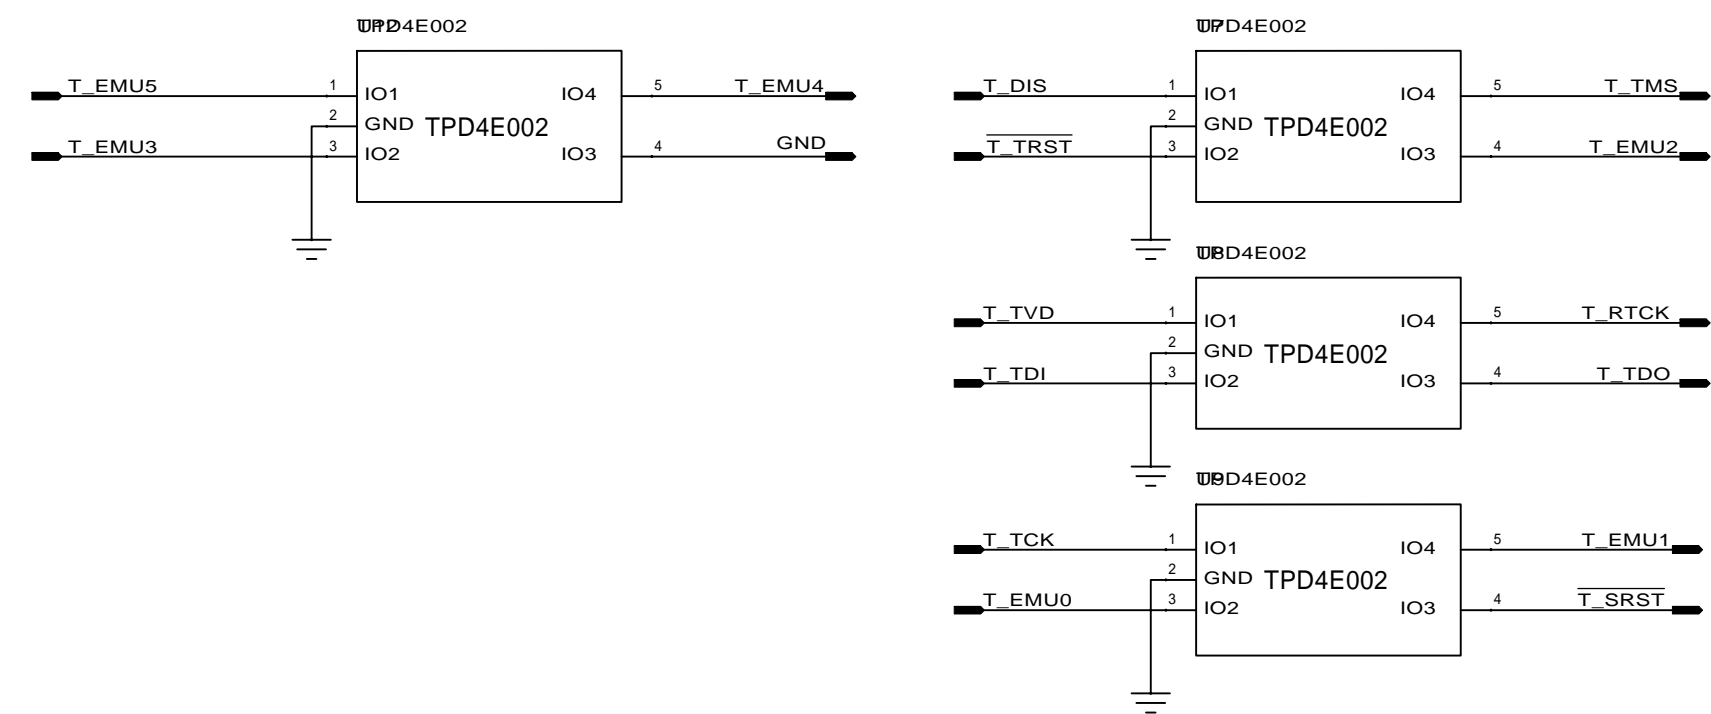 TPD4E002
T_EMU5 1 IO1 IO4 5 T_EMU4
2 GND TPD4E002
T_EMU3 3 IO2 IO3 4 GND
TPD4E002
T_DIS 1 IO1 IO4 5 T_TMS
2 GND TPD4E002
T_TRST 3 IO2 IO3 4 T_EMU2
TPD4E002
T_TVD 1 IO1 IO4 5 T_RTCK
2 GND TPD4E002
T_TDI 3 IO2 IO3 4 T_TDO
TPD4E002
T_TCK 1 IO1 IO4 5 T_EMU1
2 GND TPD4E002
T_EMU0 3 IO2 IO3 4 T_SRST